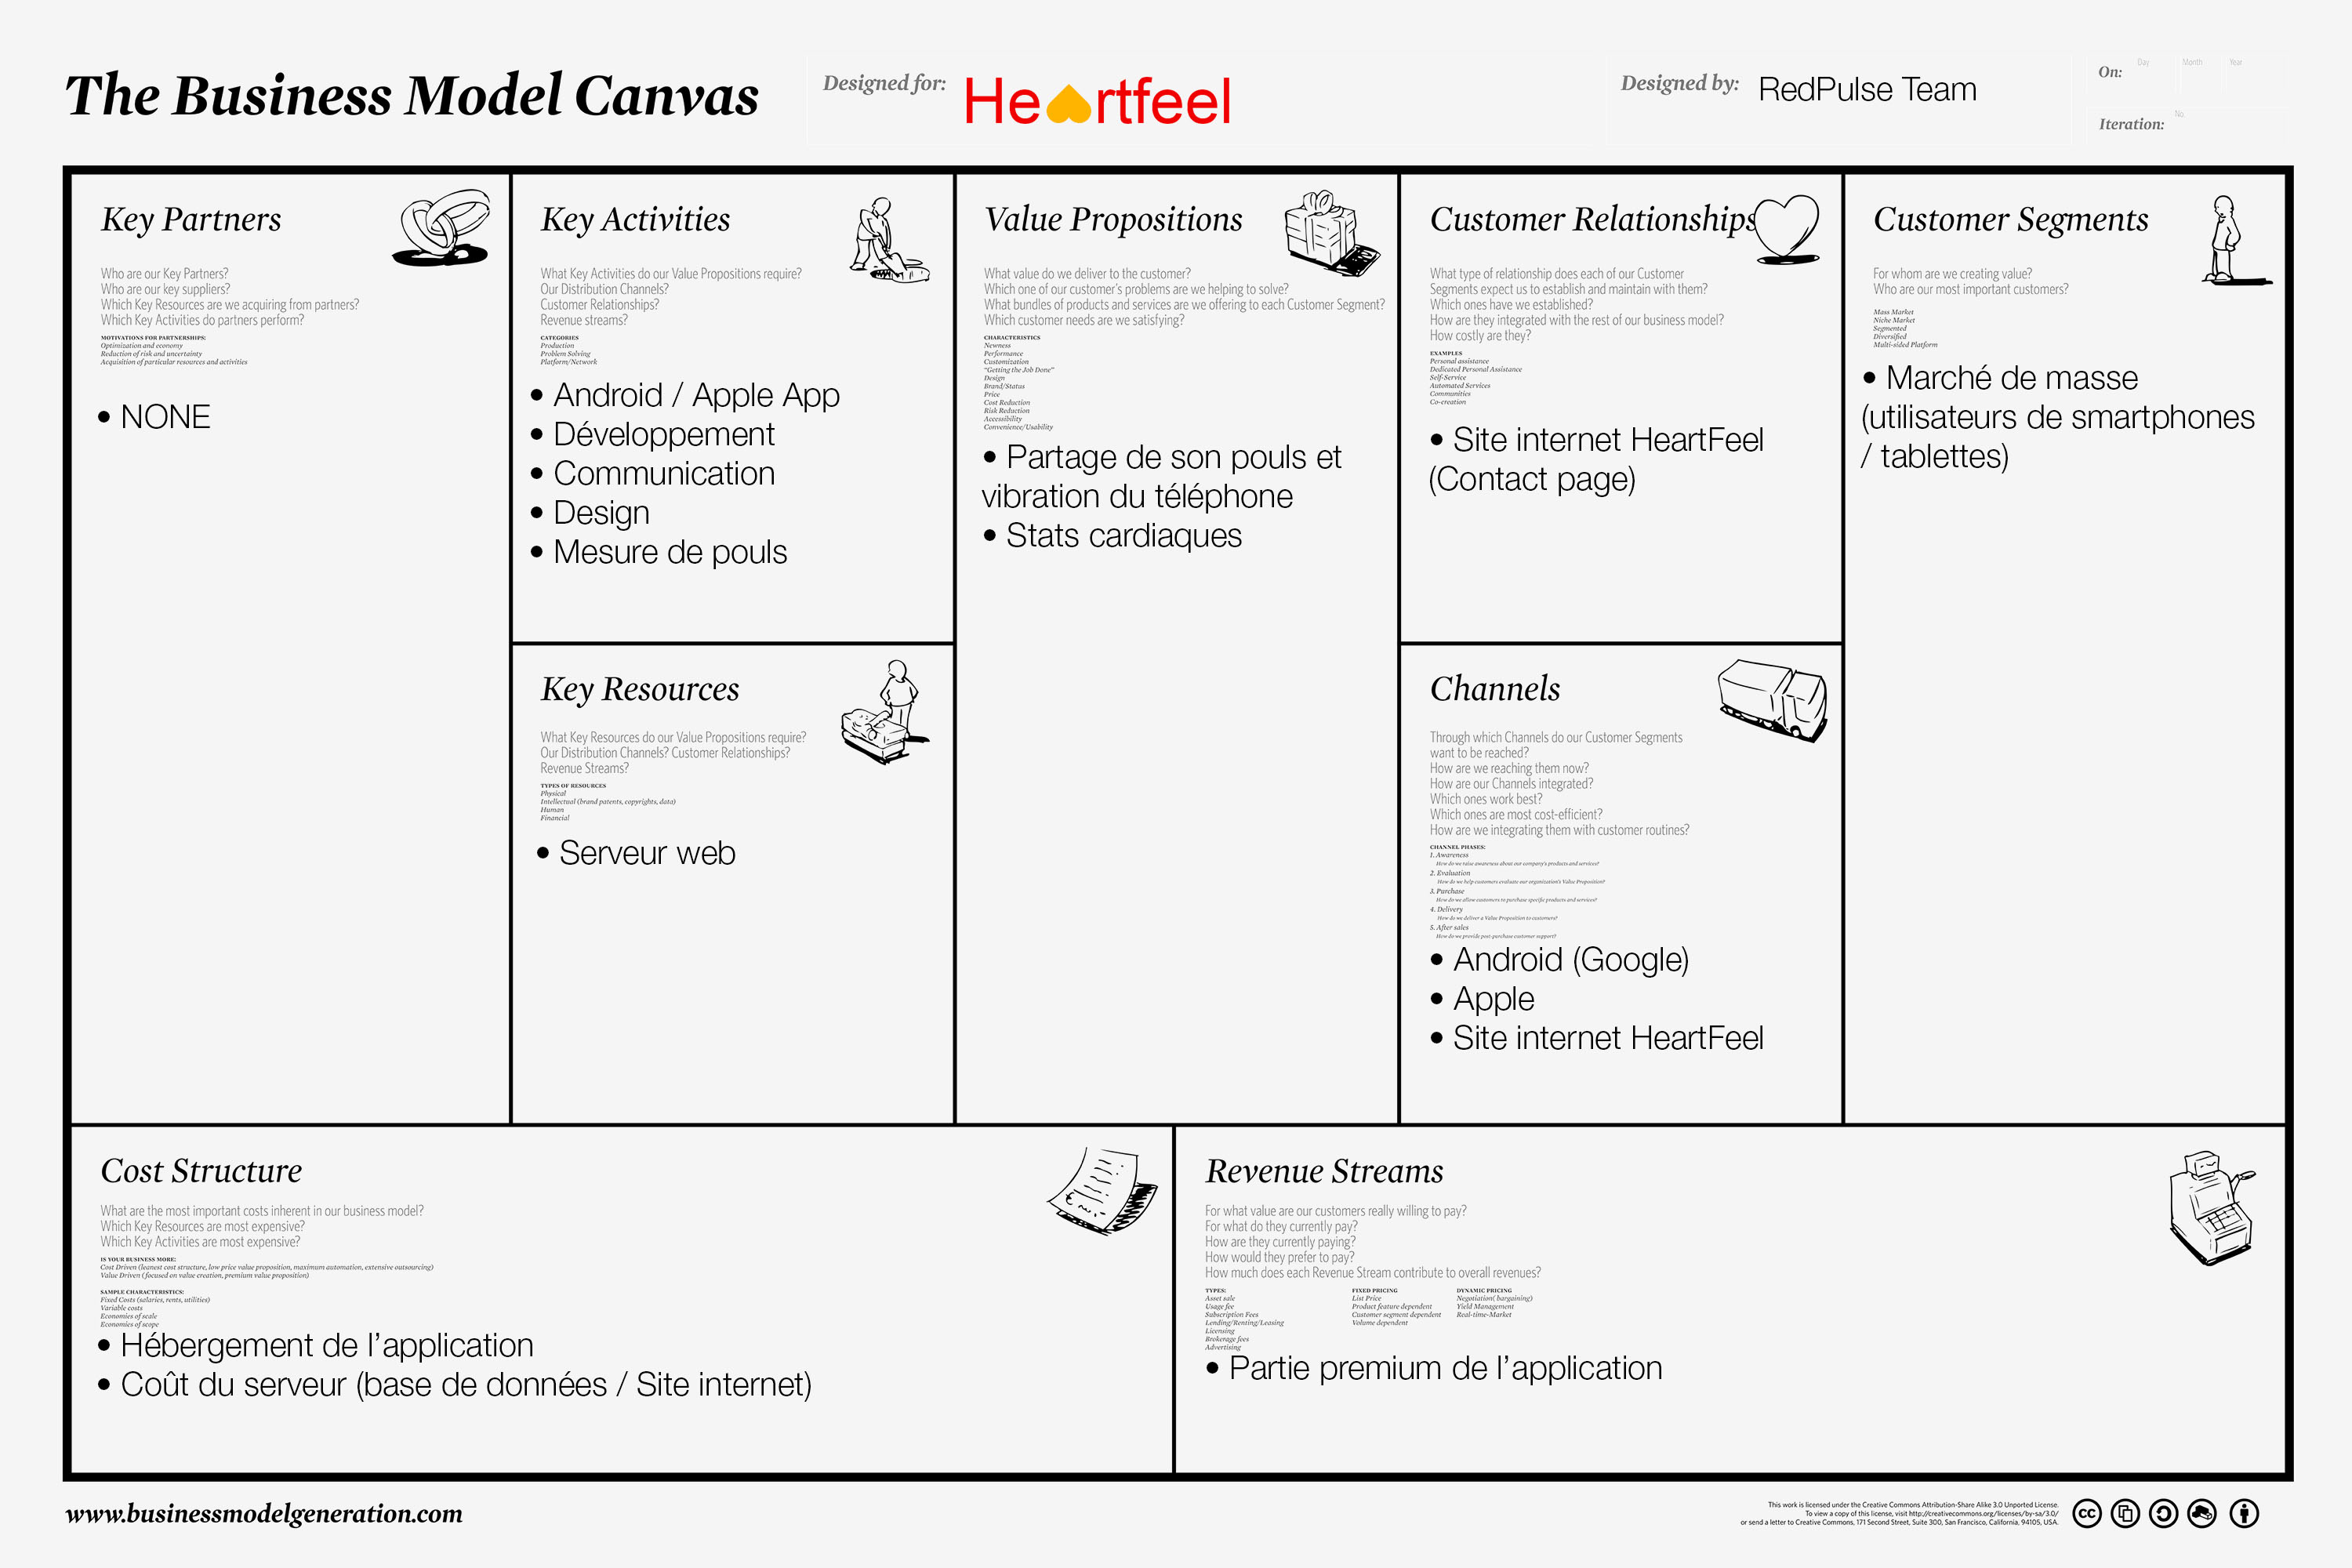 The Business Model Canvas
Designed for:
He rtfeel
Designed by:
RedPulse Team
On:
Day
Month
Year
Iteration:
No.
Key Partners
Who are our Key Partners?
Who are our key suppliers?
Which Key Resources are we acquiring from partners?
Which Key Activities do partners perform?
MOTIVATIONS FOR PARTNERSHIPS:
Optimization and economy
Reduction of risk and uncertainty
Acquisition of particular resources and activities
• NONE
Key Activities
What Key Activities do our Value Propositions require?
Our Distribution Channels?
Customer Relationships?
Revenue streams?
CATEGORIES
Production
Problem Solving
Platform/Network
• Android / Apple App
• Développement
• Communication
• Design
• Mesure de pouls
Key Resources
What Key Resources do our Value Propositions require?
Our Distribution Channels? Customer Relationships?
Revenue Streams?
TYPES OF RESOURCES
Physical
Intellectual (brand patents, copyrights, data)
Human
Financial
• Serveur web
Value Propositions
What value do we deliver to the customer?
Which one of our customer's problems are we helping to solve?
What bundles of products and services are we offering to each Customer Segment?
Which customer needs are we satisfying?
CHARACTERISTICS
Newness
Performance
Customization
“Getting the Job Done”
Design
Brand/Status
Price
Cost Reduction
Risk Reduction
Accessibility
Convenience/Usability
• Partage de son pouls et
vibration du téléphone
• Stats cardiaques
Customer Relationships
What type of relationship does each of our Customer
Segments expect us to establish and maintain with them?
Which ones have we established?
How are they integrated with the rest of our business model?
How costly are they?
EXAMPLES
Personal assistance
Dedicated Personal Assistance
Self-Service
Automated Services
Communities
Co-creation
• Site internet HeartFeel
(Contact page)
Channels
Through which Channels do our Customer Segments
want to be reached?
How are we reaching them now?
How are our Channels integrated?
Which ones work best?
Which ones are most cost-efficient?
How are we integrating them with customer routines?
CHANNEL PHASES:
1. Awareness
How do we raise awareness about our company's products and services?
2. Evaluation
How do we help customers evaluate our organization's Value Proposition?
3. Purchase
How do we allow customers to purchase specific products and services?
4. Delivery
How do we deliver a Value Proposition to customers?
5. After sales
How do we provide post-purchase customer support?
• Android (Google)
• Apple
• Site internet HeartFeel
Customer Segments
For whom are we creating value?
Who are our most important customers?
Mass Market
Niche Market
Segmented
Diversified
Multi-sided Platform
• Marché de masse
(utilisateurs de smartphones
/ tablettes)
Cost Structure
What are the most important costs inherent in our business model?
Which Key Resources are most expensive?
Which Key Activities are most expensive?
IS YOUR BUSINESS MORE:
Cost Driven (leanest cost structure, low price value proposition, maximum automation, extensive outsourcing)
Value Driven ( focused on value creation, premium value proposition)
SAMPLE CHARACTERISTICS:
Fixed Costs (salaries, rents, utilities)
Variable costs
Economies of scale
Economies of scope
• Hébergement de l’application
• Coût du serveur (base de données / Site internet)
Revenue Streams
For what value are our customers really willing to pay?
For what do they currently pay?
How are they currently paying?
How would they prefer to pay?
How much does each Revenue Stream contribute to overall revenues?
TYPES:
Asset sale
Usage fee
Subscription Fees
Lending/Renting/Leasing
Licensing
Brokerage fees
Advertising
FIXED PRICING
List Price
Product feature dependent
Customer segment dependent
Volume dependent
DYNAMIC PRICING
Negotiation( bargaining)
Yield Management
Real-time-Market
• Partie premium de l’application
www.businessmodelgeneration.com
This work is licensed under the Creative Commons Attribution-Share Alike 3.0 Unported License.
To view a copy of this license, visit http://creativecommons.org/licenses/by-sa/3.0/
or send a letter to Creative Commons, 171 Second Street, Suite 300, San Francisco, California, 94105, USA.
cc